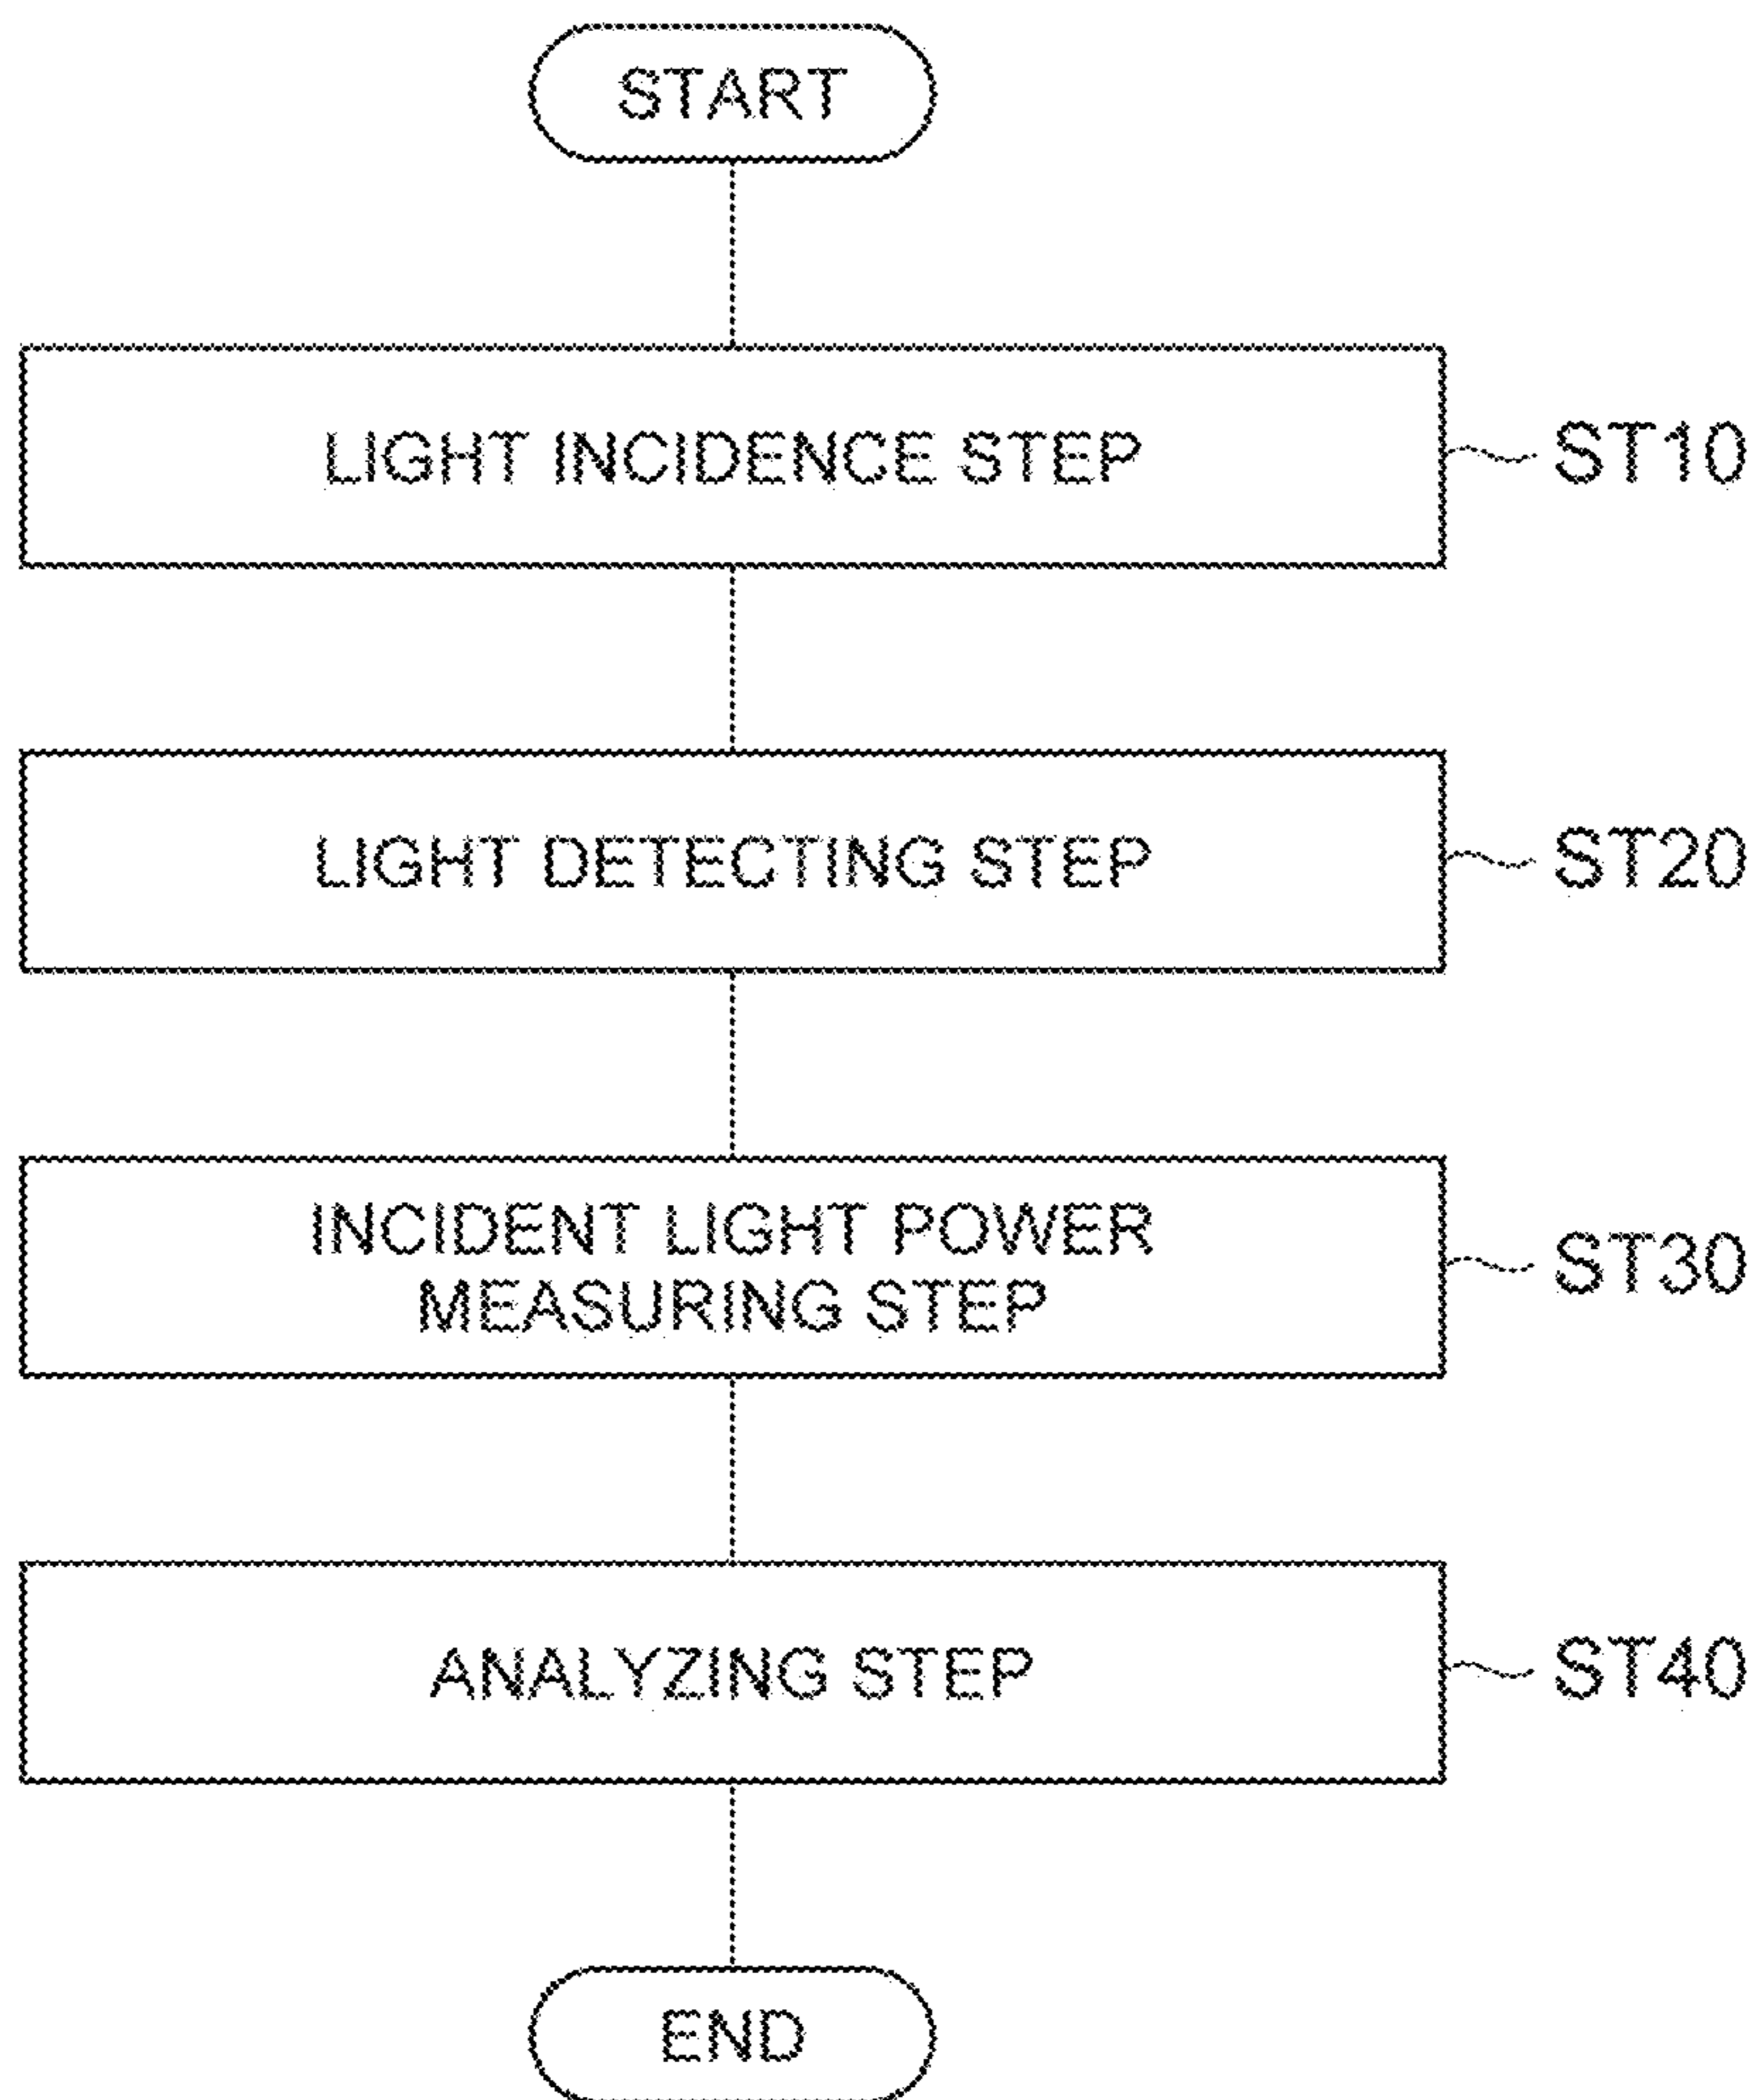 START
LIGHT INCIDENCE STEP
ST10
LIGHT DETECTING STEP
ST20
INCIDENT LIGHT POWER
MEASURING STEP
ST30
ANALYZING STEP
ST40
END